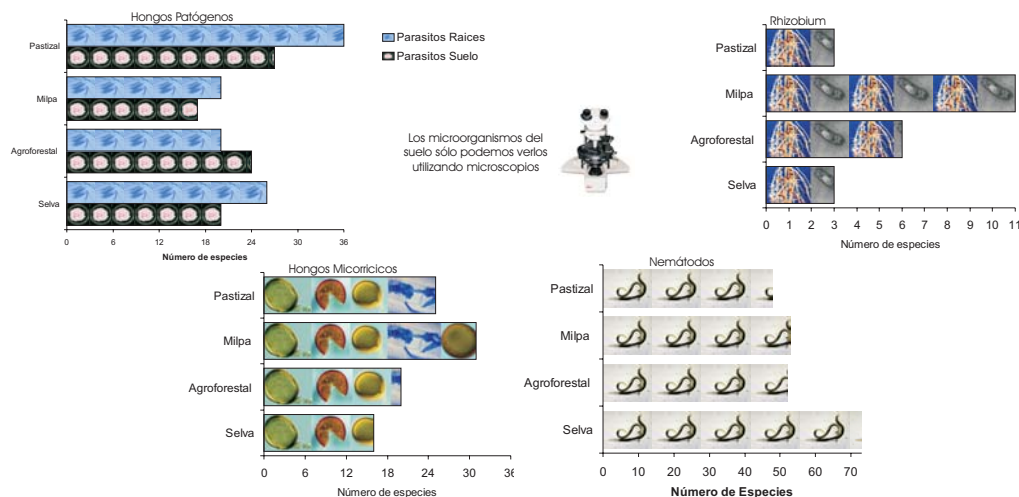 Hongos Patógenos
Pastizal
Milpa
Agroforestal
Selva
0 6 12 18 24 30 36
Número de especies
Parasitos Raices
Parasitos Suelo
Los microorganismos del
suelo sólo podemos verlos
utilizando microscopios
Rhizobium
Pastizal
Milpa
Agroforestal
Selva
0 1 2 3 4 5 6 7 8 9 10 11
Número de especies
Hongos Micorricicos
Pastizal
Milpa
Agroforestal
Selva
0 6 12 18 24 30 36
Número de especies
Nemátodos
Pastizal
Milpa
Agroforestal
Selva
0 10 20 30 40 50 60 70
Número de Especies